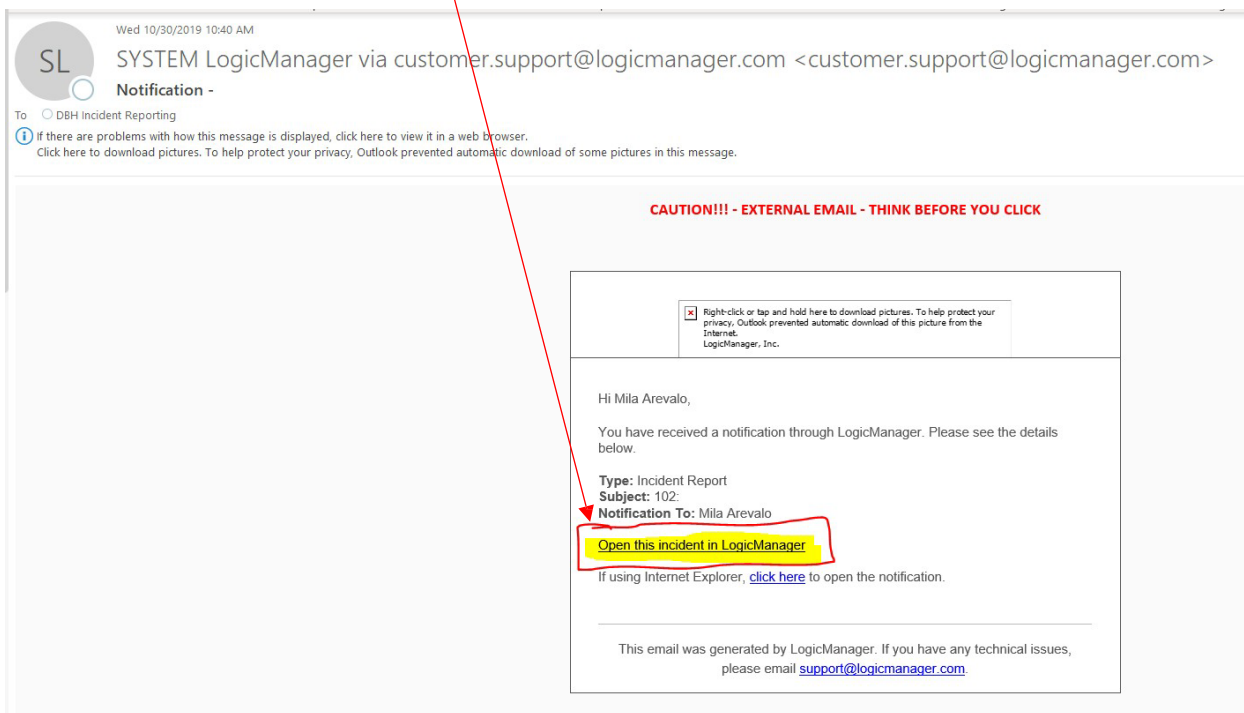 Wed 10/30/2019 10:40 AM
SL
SYSTEM LogicManager via customer.support@logicmanager.com <customer.support@logicmanager.com>
Notification -
To DBH Incident Reporting
If there are problems with how this message is displayed, click here to view it in a web browser.
Click here to download pictures. To help protect your privacy, Outlook prevented automatic download of some pictures in this message.
CAUTION!!! - EXTERNAL EMAIL - THINK BEFORE YOU CLICK
Right-click or tap and hold here to download pictures. To help protect your
privacy, Outlook prevented automatic download of this picture from the
Internet.
LogicManager, Inc.
Hi Mila Arevalo,
You have received a notification through LogicManager. Please see the details
below.
Type: Incident Report
Subject: 102:
Notification To: Mila Arevalo
Open this incident in LogicManager
If using Internet Explorer, click here to open the notification.
This email was generated by LogicManager. If you have any technical issues,
please email support@logicmanager.com.